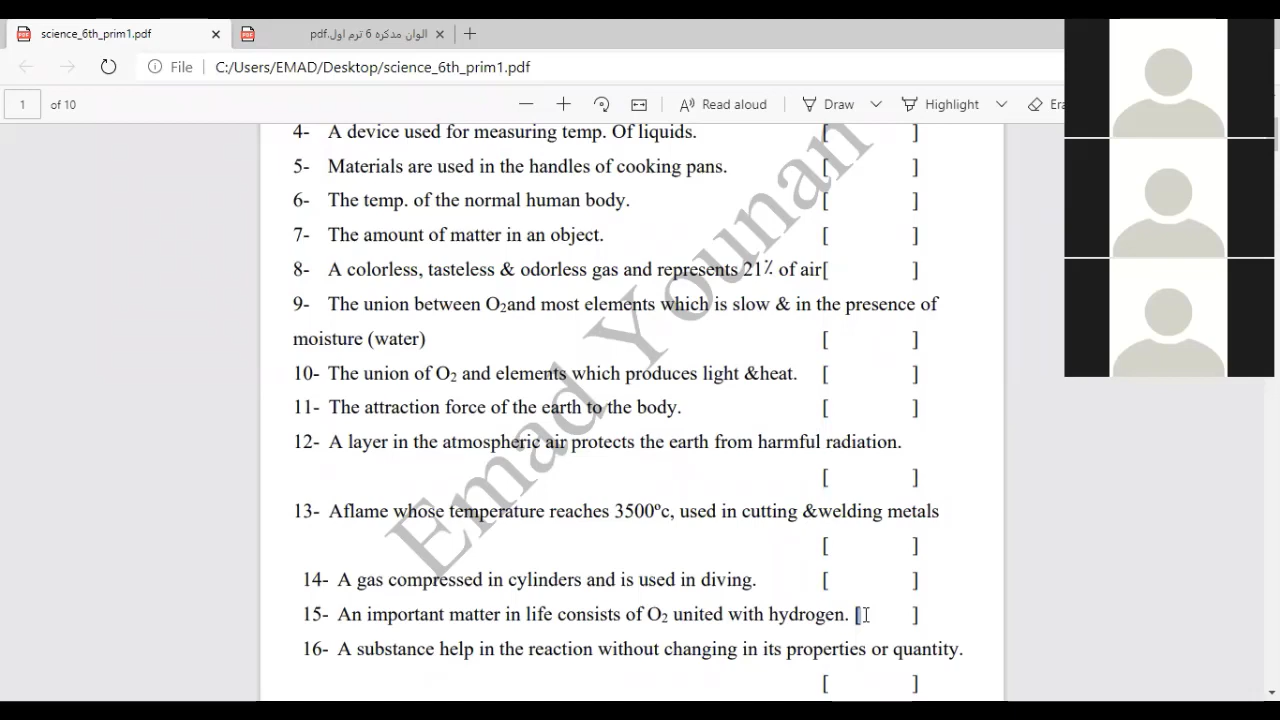 science_6th_prim1.pdf
الوان مدكره 6 ترم اول.pdf
File C:/Users/EMAD/Desktop/science_6th_prim1.pdf
1 of 10 Read aloud Draw Highlight Era
4- A device used for measuring temp. Of liquids. [ ]
5- Materials are used in the handles of cooking pans. [ ]
6- The temp. of the normal human body. [ ]
7- The amount of matter in an object. [ ]
8- A colorless, tasteless & odorless gas and represents 21٪ of air[ ]
9- The union between O₂and most elements which is slow & in the presence of
moisture (water) [ ]
10- The union of O₂ and elements which produces light &heat. [ ]
11- The attraction force of the earth to the body. [ ]
12- A layer in the atmospheric air protects the earth from harmful radiation.
[ ]
13- Aflame whose temperature reaches 3500ºc, used in cutting &welding metals
[ ]
14- A gas compressed in cylinders and is used in diving. [ ]
15- An important matter in life consists of O₂ united with hydrogen. [ ]
16- A substance help in the reaction without changing in its properties or quantity.
[ ]
Emad Younan